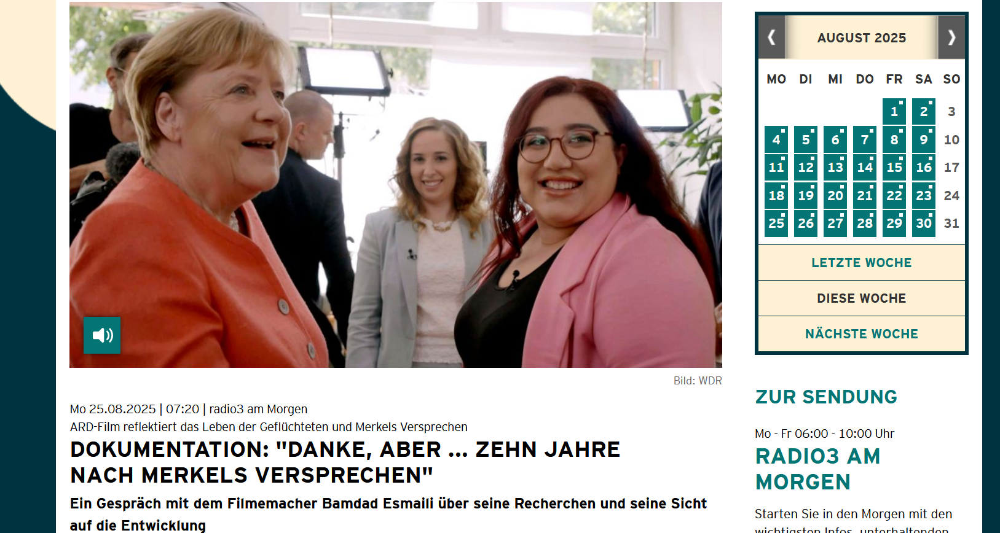 Bild: WDR
Mo 25.08.2025 | 07:20 | radio3 am Morgen
ARD-Film reflektiert das Leben der Geflüchteten und Merkels Versprechen
DOKUMENTATION: "DANKE, ABER ... ZEHN JAHRE
NACH MERKELS VERSPRECHEN"
Ein Gespräch mit dem Filmemacher Bamdad Esmaili über seine Recherchen und seine Sicht
auf die Entwicklung
❮ AUGUST 2025 ❯
MO DI MI DO FR SA SO
1 2 3
4 5 6 7 8 9 10
11 12 13 14 15 16 17
18 19 20 21 22 23 24
25 26 27 28 29 30 31
LETZTE WOCHE
DIESE WOCHE
NÄCHSTE WOCHE
ZUR SENDUNG
Mo - Fr 06:00 - 10:00 Uhr
RADIO3 AM
MORGEN
Starten Sie in den Morgen mit den
wichtigsten Infos, unterhaltenden